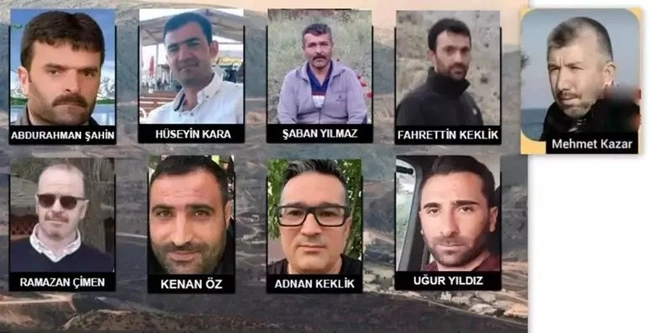 ABDURAHMAN ŞAHİN
HÜSEYİN KARA
ŞABAN YILMAZ
FAHRETTİN KEKLİK
Mehmet Kazar
RAMAZAN ÇİMEN
KENAN ÖZ
ADNAN KEKLİK
UĞUR YILDIZ